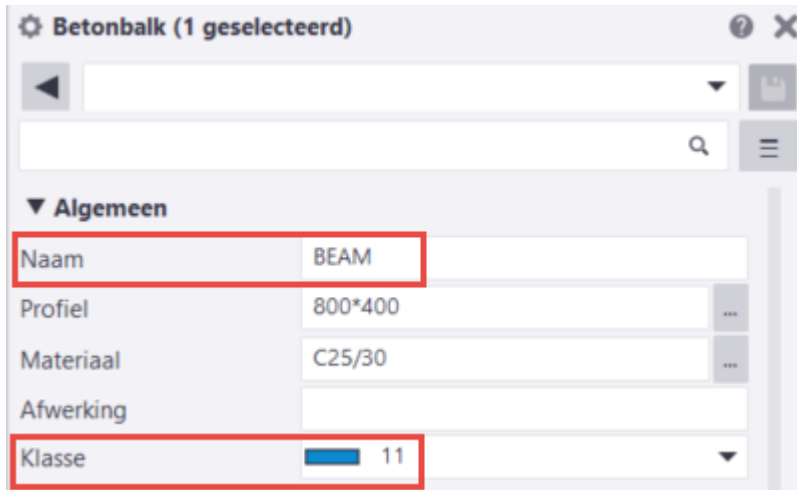 Betonbalk (1 geselecteerd)
Algemeen
Naam BEAM
Profiel 800*400 ...
Materiaal C25/30 ...
Afwerking
Klasse 11